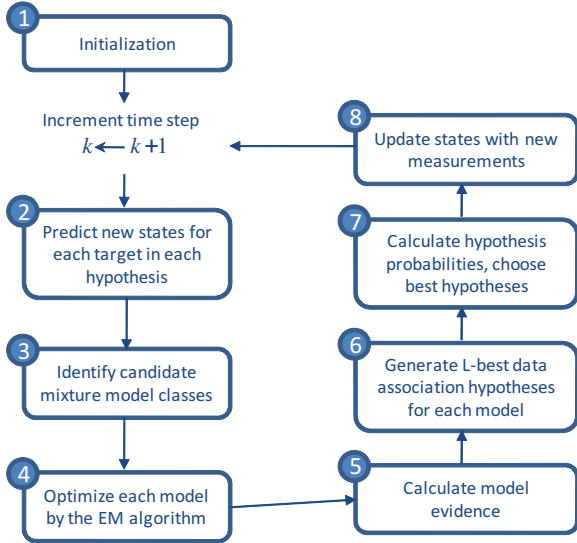 1
Initialization
Increment time step
k ← k +1
2
Predict new states for
each target in each
hypothesis
3
Identify candidate
mixture model classes
4
Optimize each model
by the EM algorithm
5
Calculate model
evidence
6
Generate L-best data
association hypotheses
for each model
7
Calculate hypothesis
probabilities, choose
best hypotheses
8
Update states with new
measurements